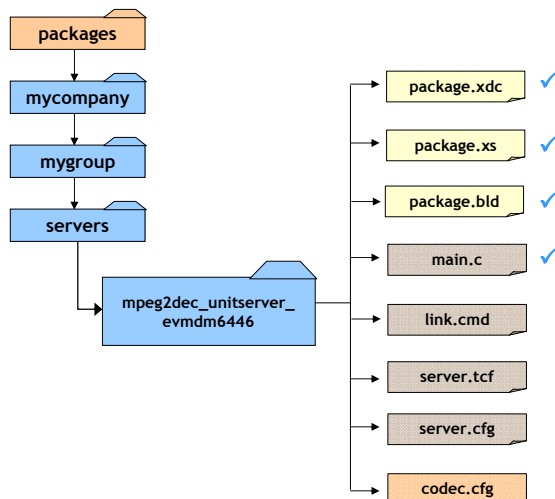 packages
mycompany
mygroup
servers
mpeg2dec_unitserver_
evmdm6446
package.xdc
package.xs
package.bld
main.c
link.cmd
server.tcf
server.cfg
codec.cfg